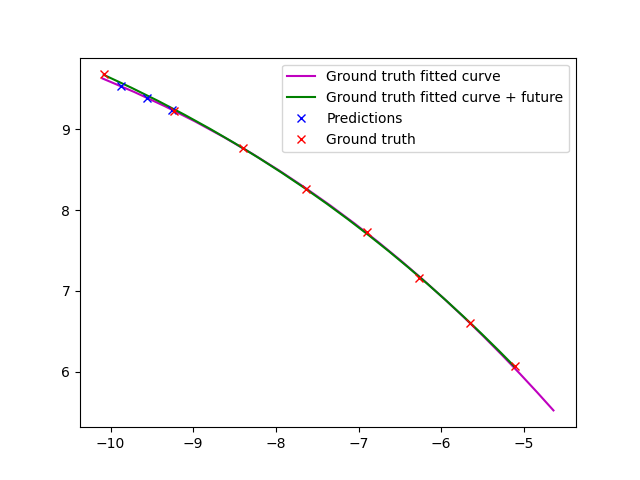 Ground truth fitted curve
Ground truth fitted curve + future
Predictions
Ground truth
9
8
7
6
−10
−9
−8
−7
−6
−5